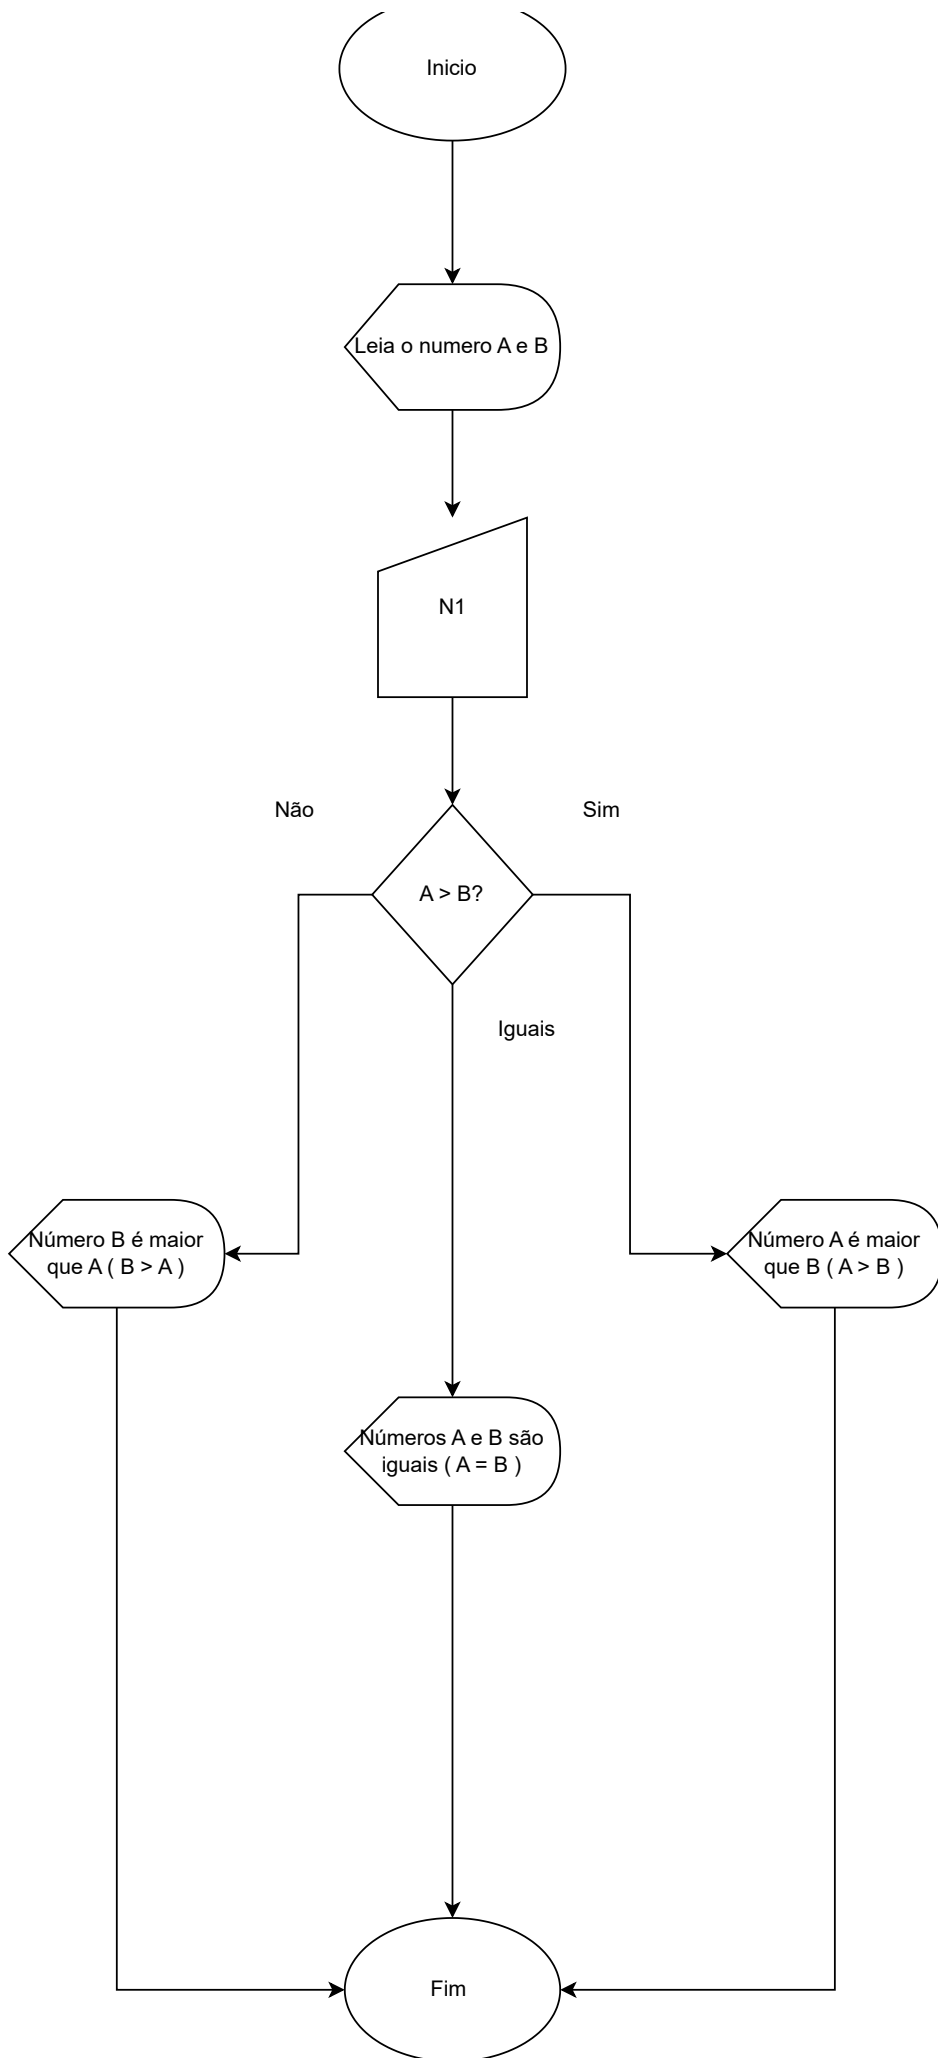 Inicio
Leia o numero A e B
N1
Não
Sim
A > B?
Iguais
Número B é maior
que A ( B > A )
Número A é maior
que B ( A > B )
Números A e B são
iguais ( A = B )
Fim